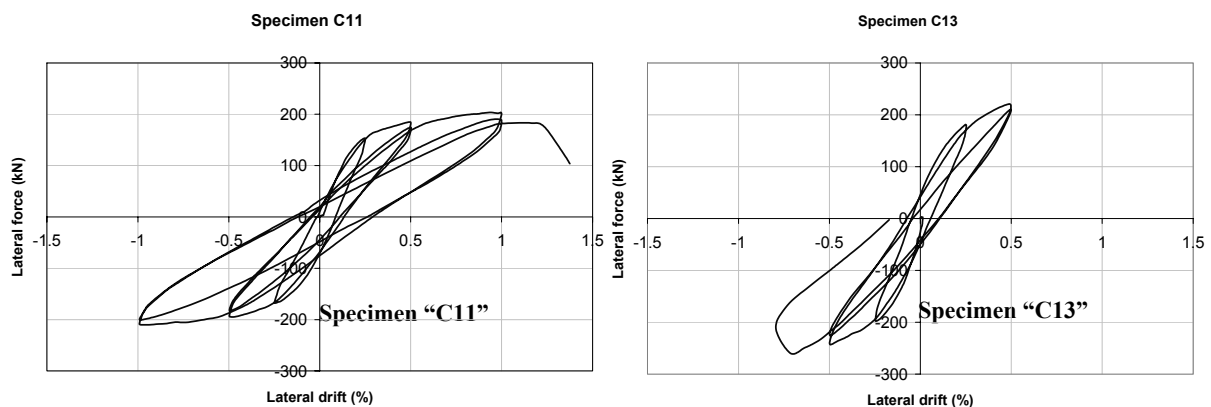 Specimen C11
300
200
100
0
-100
-200
-300
-1.5 -1 -0.5 0 0.5 1 1.5
Lateral force (kN)
Lateral drift (%)
Specimen “C11”
Specimen C13
300
200
100
0
-100
-200
-300
-1.5 -1 -0.5 0 0.5 1 1.5
Lateral force (kN)
Lateral drift (%)
Specimen “C13”